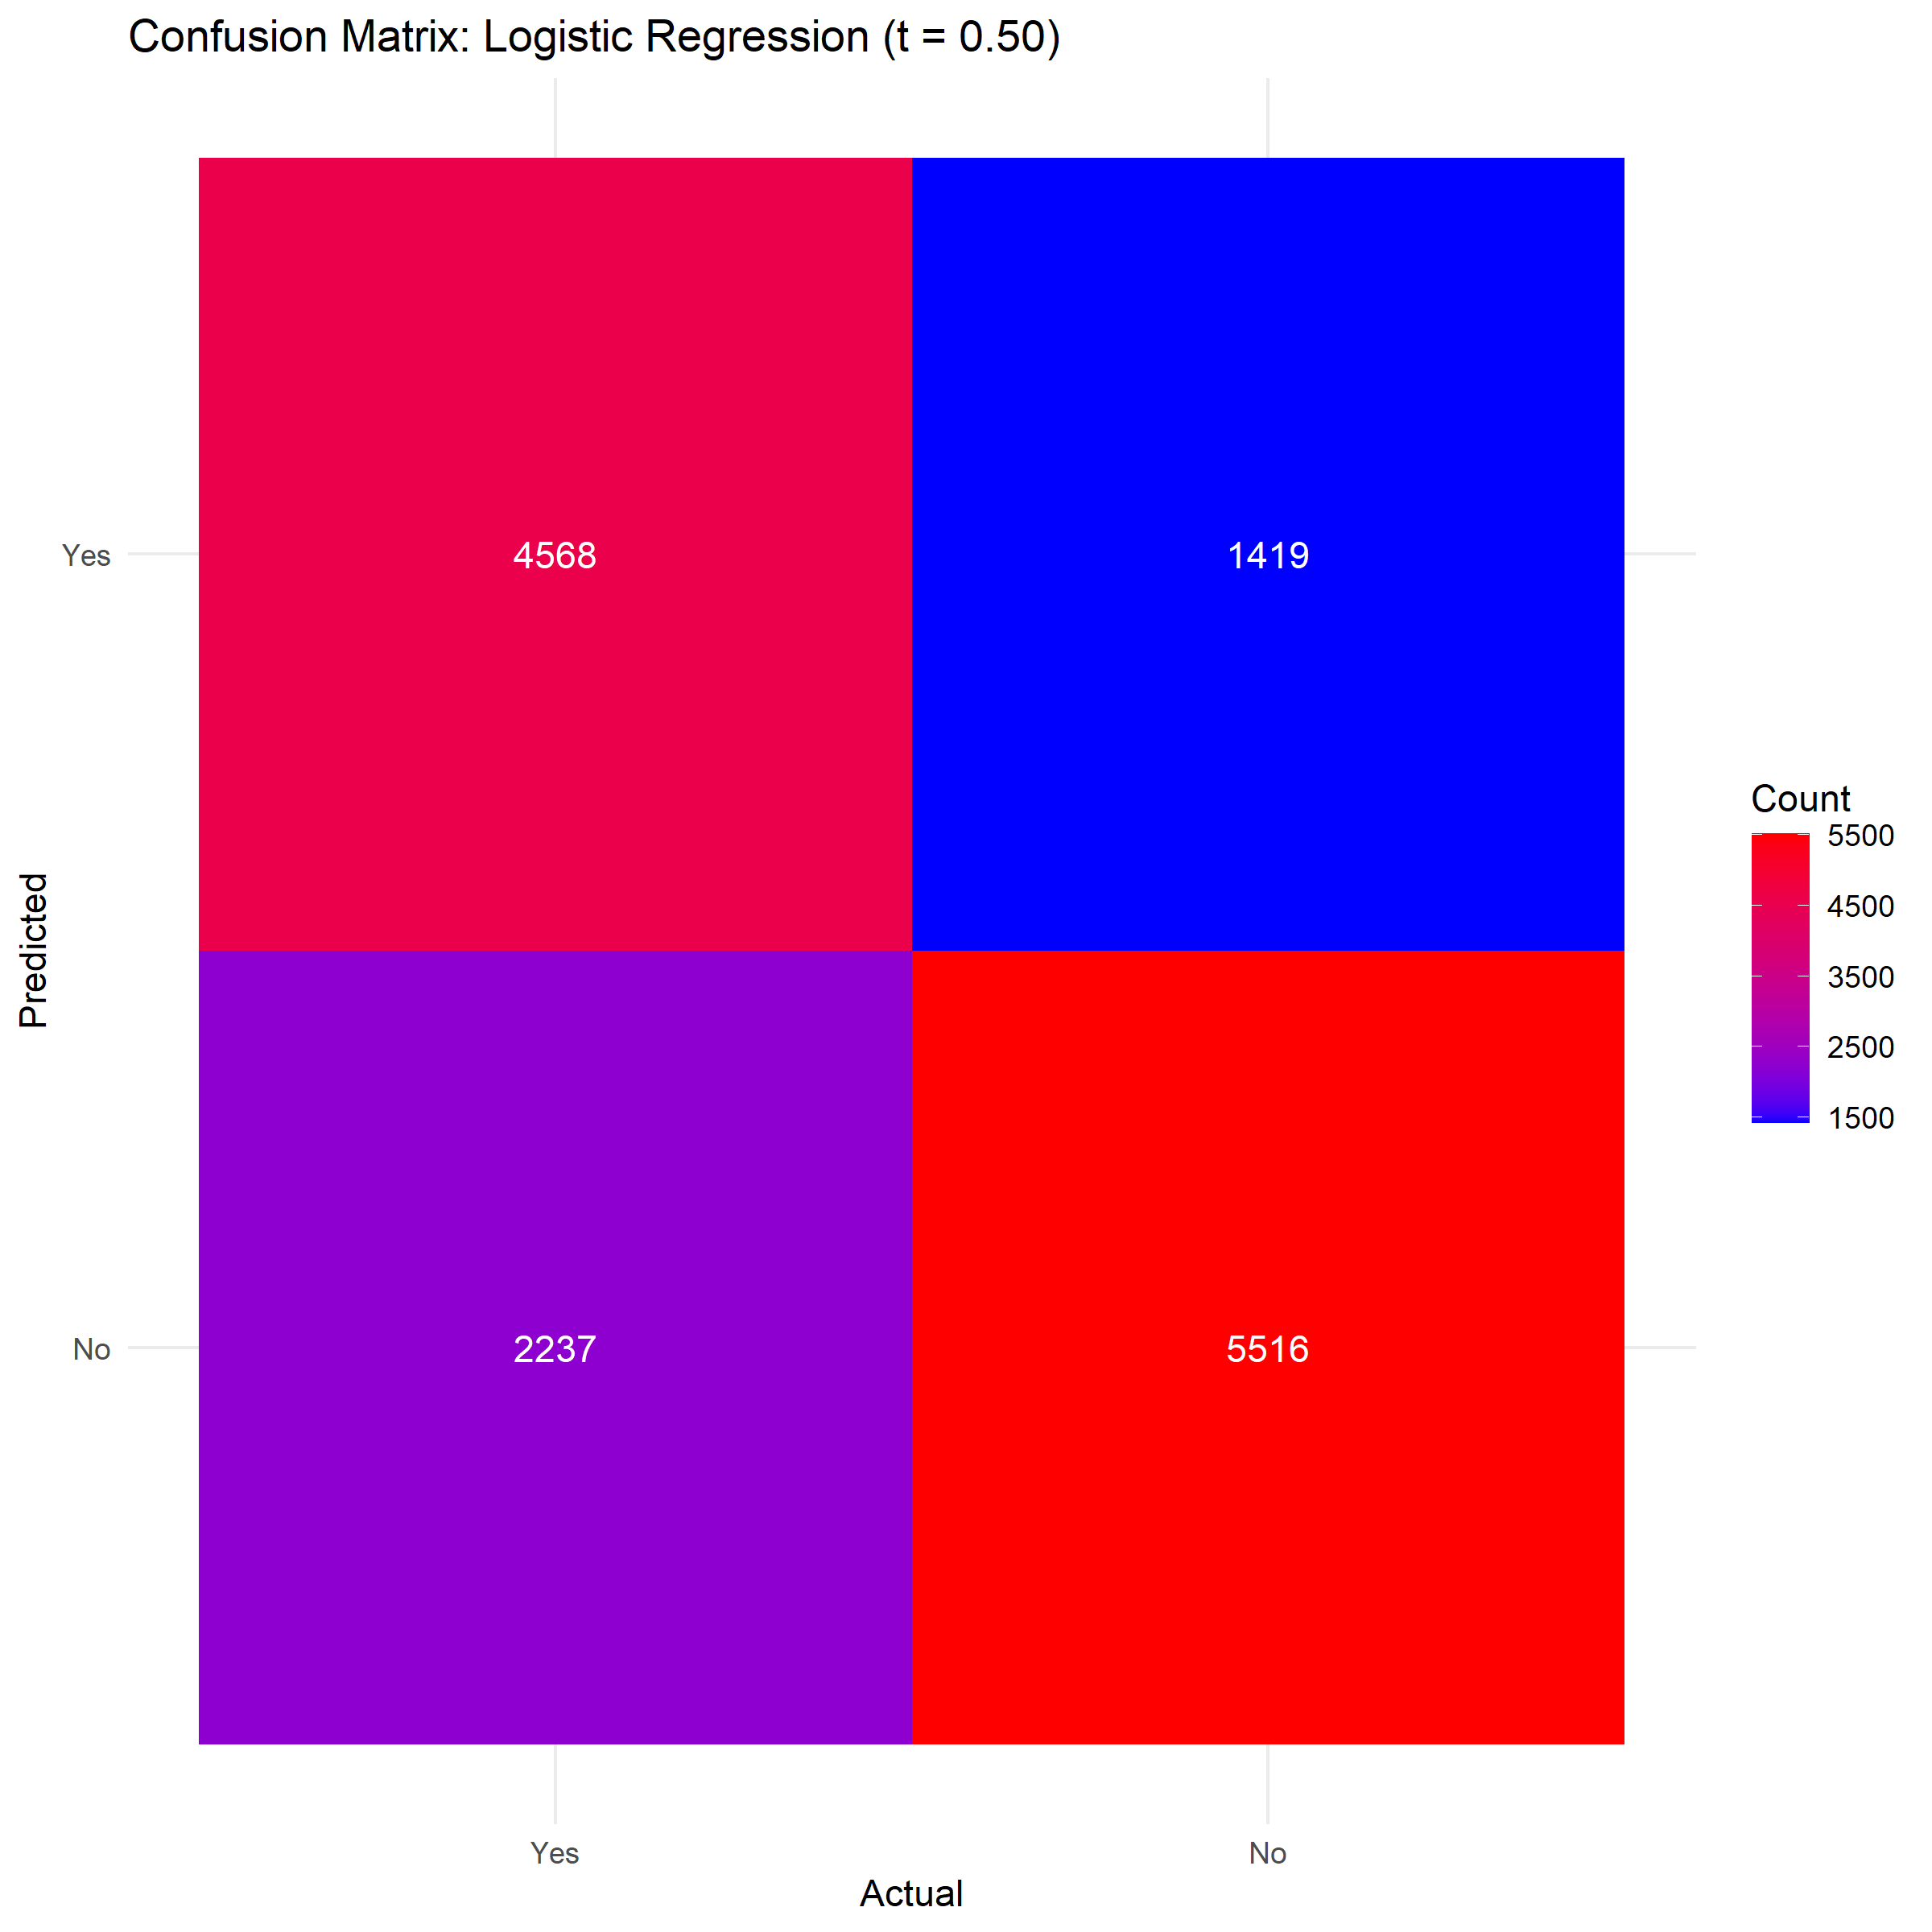 Confusion Matrix: Logistic Regression (t = 0.50)
Yes
4568
1419
Predicted
No
2237
5516
Yes
No
Actual
Count
5500
4500
3500
2500
1500